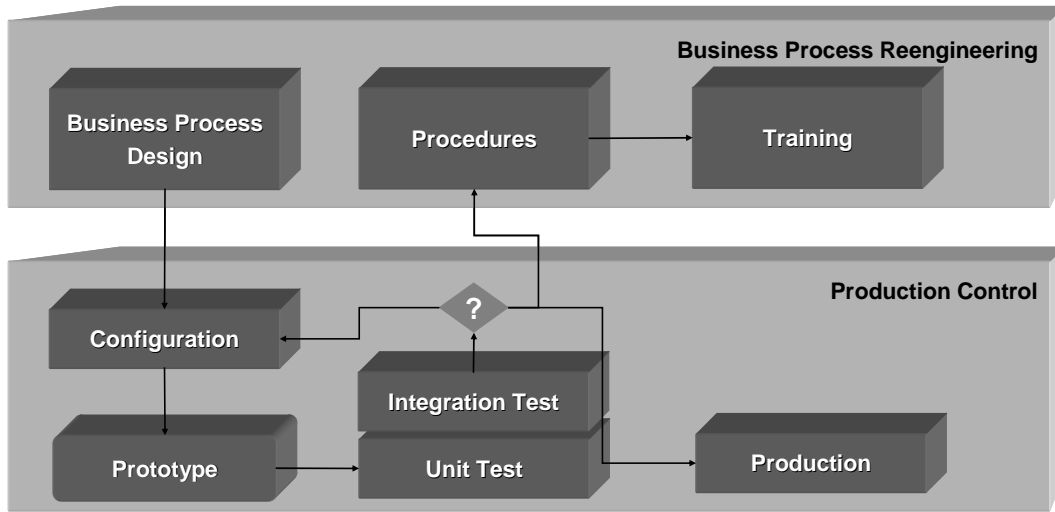 Business Process Reengineering
Business Process
Design
Procedures
Training
Production Control
?
Configuration
Integration Test
Prototype
Unit Test
Production